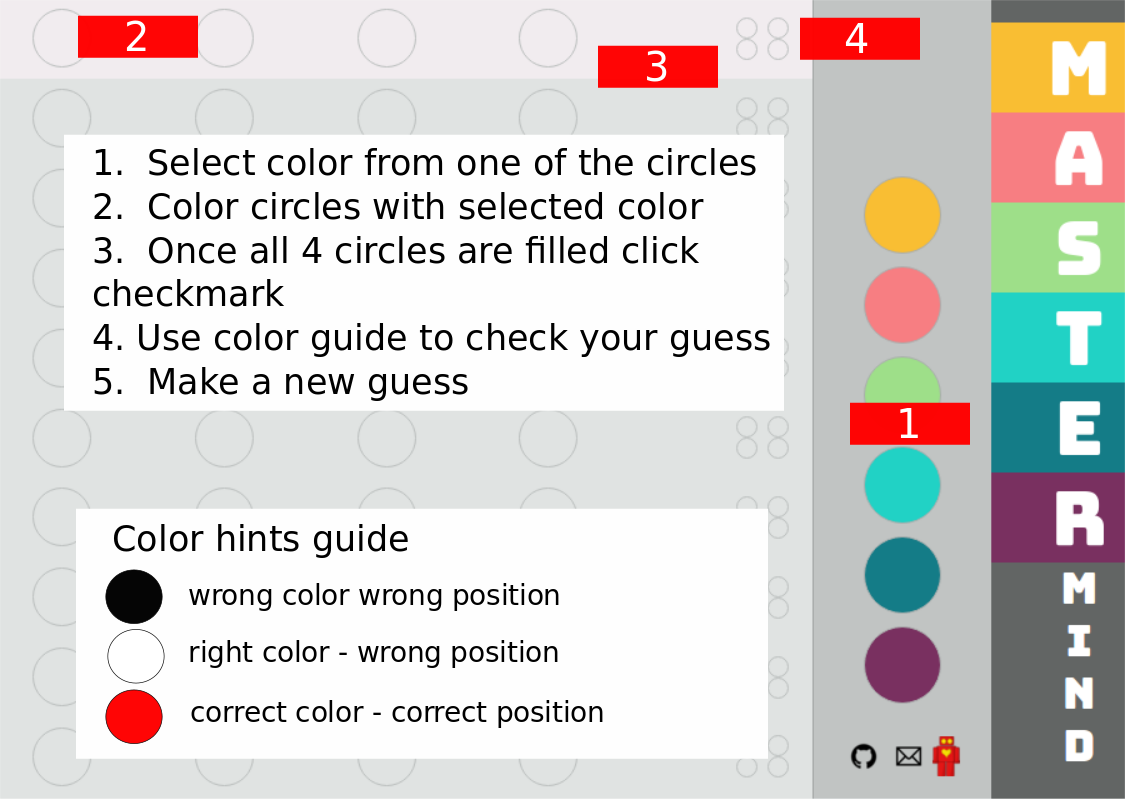 2
4
3
1.  Select color from one of the circles
2.  Color circles with selected color
3.  Once all 4 circles are filled click
checkmark
4. Use color guide to check your guess
5.  Make a new guess
1
Color hints guide
wrong color wrong position
right color - wrong position
correct color - correct position
M
A
S
T
E
R
M
I
N
D